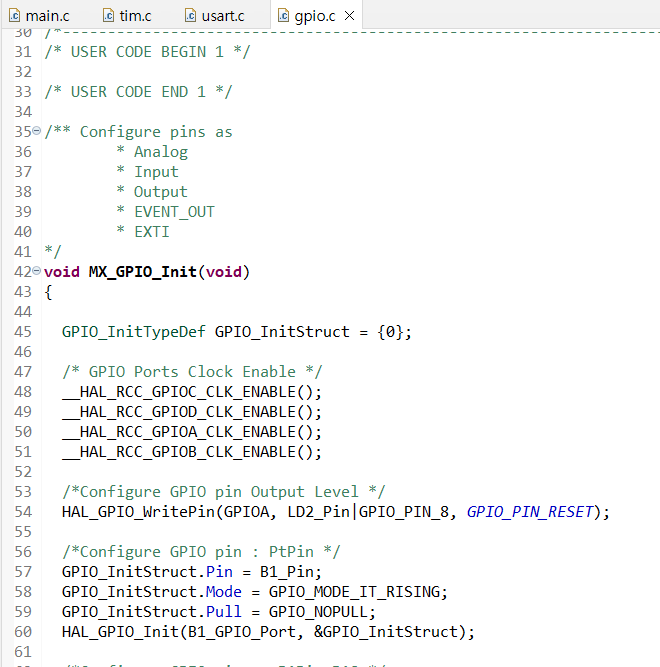 main.c tim.c usart.c gpio.c
30 /*------------------------------------------------------------------
31 /* USER CODE BEGIN 1 */
32
33 /* USER CODE END 1 */
34
35 /** Configure pins as
36 * Analog
37 * Input
38 * Output
39 * EVENT_OUT
40 * EXTI
41 */
42 void MX_GPIO_Init(void)
43 {
44
45 GPIO_InitTypeDef GPIO_InitStruct = {0};
46
47 /* GPIO Ports Clock Enable */
48 __HAL_RCC_GPIOC_CLK_ENABLE();
49 __HAL_RCC_GPIOD_CLK_ENABLE();
50 __HAL_RCC_GPIOA_CLK_ENABLE();
51 __HAL_RCC_GPIOB_CLK_ENABLE();
52
53 /*Configure GPIO pin Output Level */
54 HAL_GPIO_WritePin(GPIOA, LD2_Pin|GPIO_PIN_8, GPIO_PIN_RESET);
55
56 /*Configure GPIO pin : PtPin */
57 GPIO_InitStruct.Pin = B1_Pin;
58 GPIO_InitStruct.Mode = GPIO_MODE_IT_RISING;
59 GPIO_InitStruct.Pull = GPIO_NOPULL;
60 HAL_GPIO_Init(B1_GPIO_Port, &GPIO_InitStruct);
61